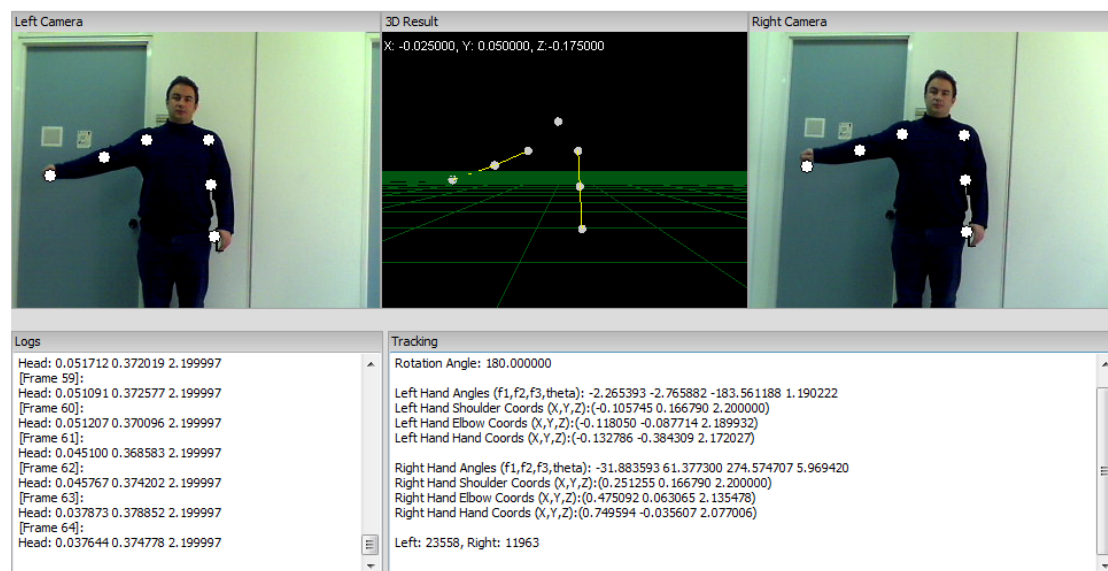 Left Camera
3D Result
Right Camera
X: -0.025000, Y: 0.050000, Z:-0.175000
Logs
Head: 0.051712 0.372019 2.199997
[Frame 59]:
Head: 0.051091 0.372577 2.199997
[Frame 60]:
Head: 0.051207 0.370096 2.199997
[Frame 61]:
Head: 0.045100 0.368583 2.199997
[Frame 62]:
Head: 0.045767 0.374202 2.199997
[Frame 63]:
Head: 0.037873 0.378852 2.199997
[Frame 64]:
Head: 0.037644 0.374778 2.199997
Tracking
Rotation Angle: 180.000000
Left Hand Angles (f1,f2,f3,theta): -2.265393 -2.765882 -183.561188 1.190222
Left Hand Shoulder Coords (X,Y,Z):(-0.105745 0.166790 2.200000)
Left Hand Elbow Coords (X,Y,Z):(-0.118050 -0.087714 2.189932)
Left Hand Hand Coords (X,Y,Z):(-0.132786 -0.384309 2.172027)
Right Hand Angles (f1,f2,f3,theta): -31.883593 61.377300 274.574707 5.969420
Right Hand Shoulder Coords (X,Y,Z):(0.251255 0.166790 2.200000)
Right Hand Elbow Coords (X,Y,Z):(0.475092 0.063065 2.135478)
Right Hand Hand Coords (X,Y,Z):(0.749594 -0.035607 2.077006)
Left: 23558, Right: 11963